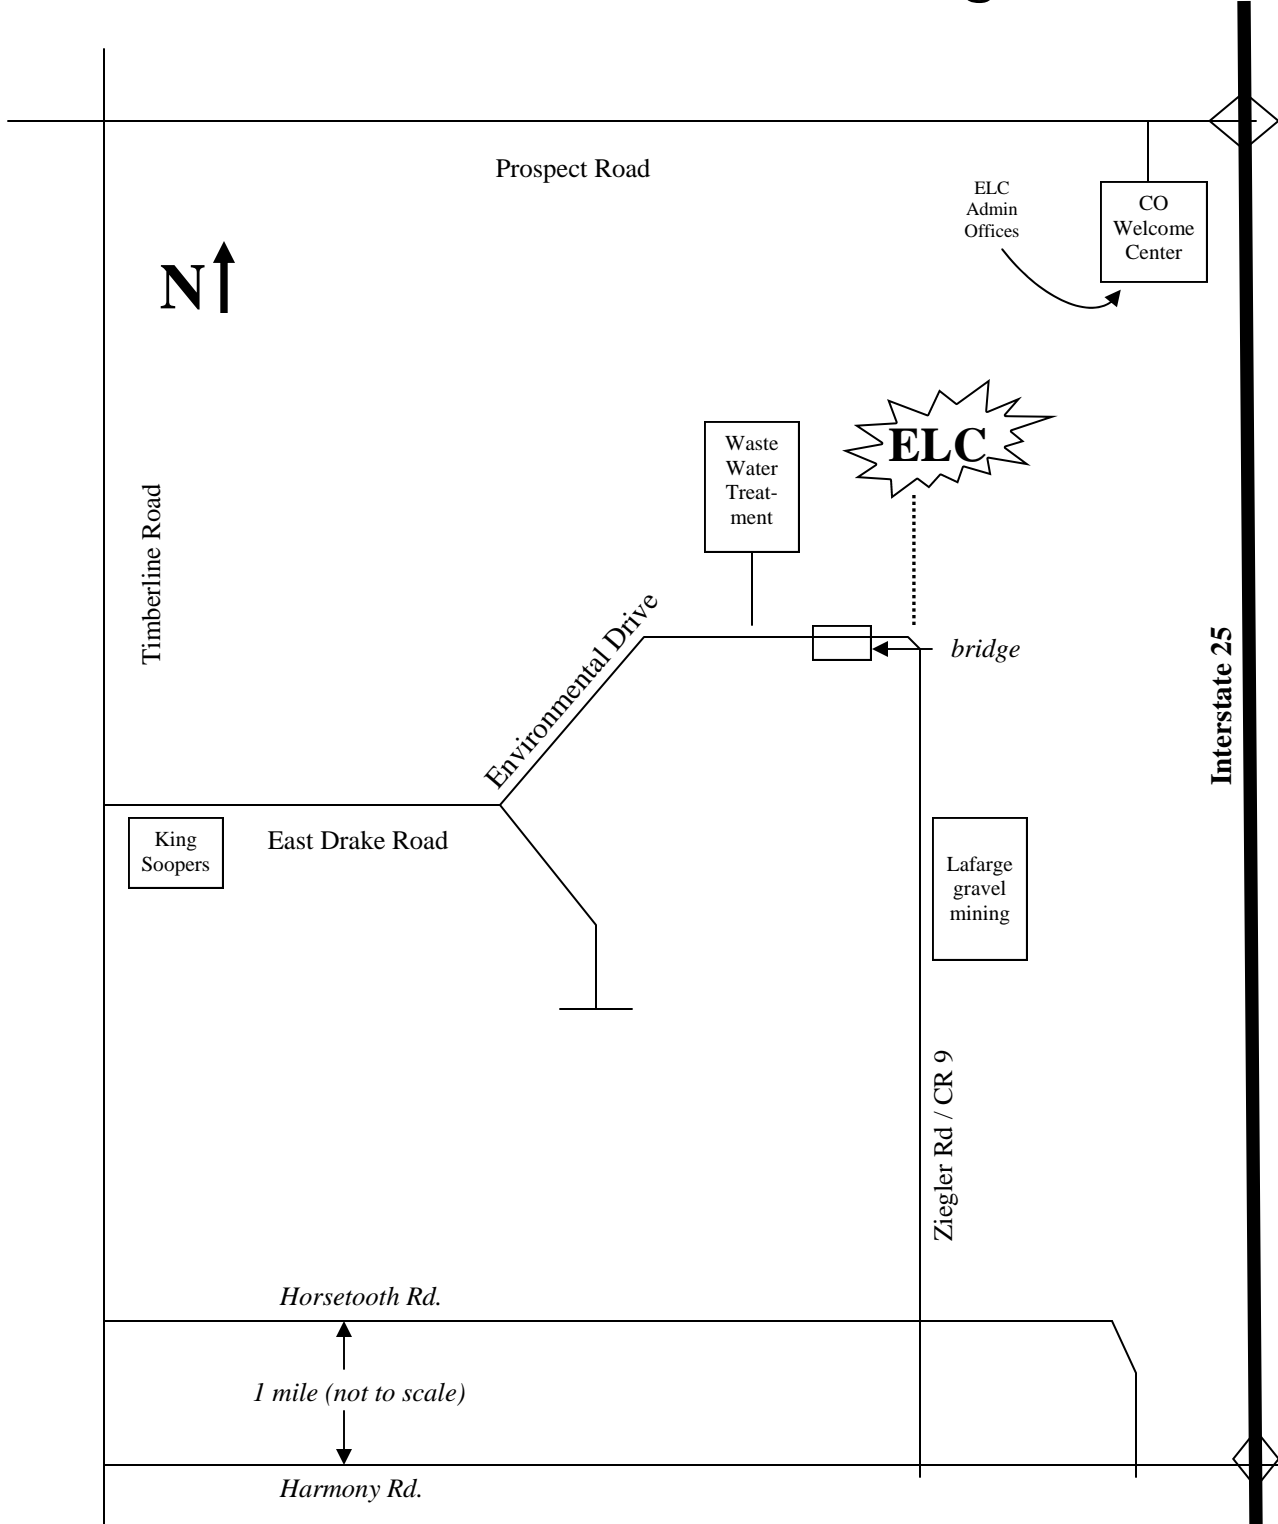 Prospect Road
ELC
Admin
Offices
CO
Welcome
Center
N
ELC
Waste
Water
Treat-
ment
Timberline Road
Environmental Drive
bridge
Interstate 25
King
Soopers
East Drake Road
Lafarge
gravel
mining
Ziegler Rd / CR 9
Horsetooth Rd.
1 mile (not to scale)
Harmony Rd.